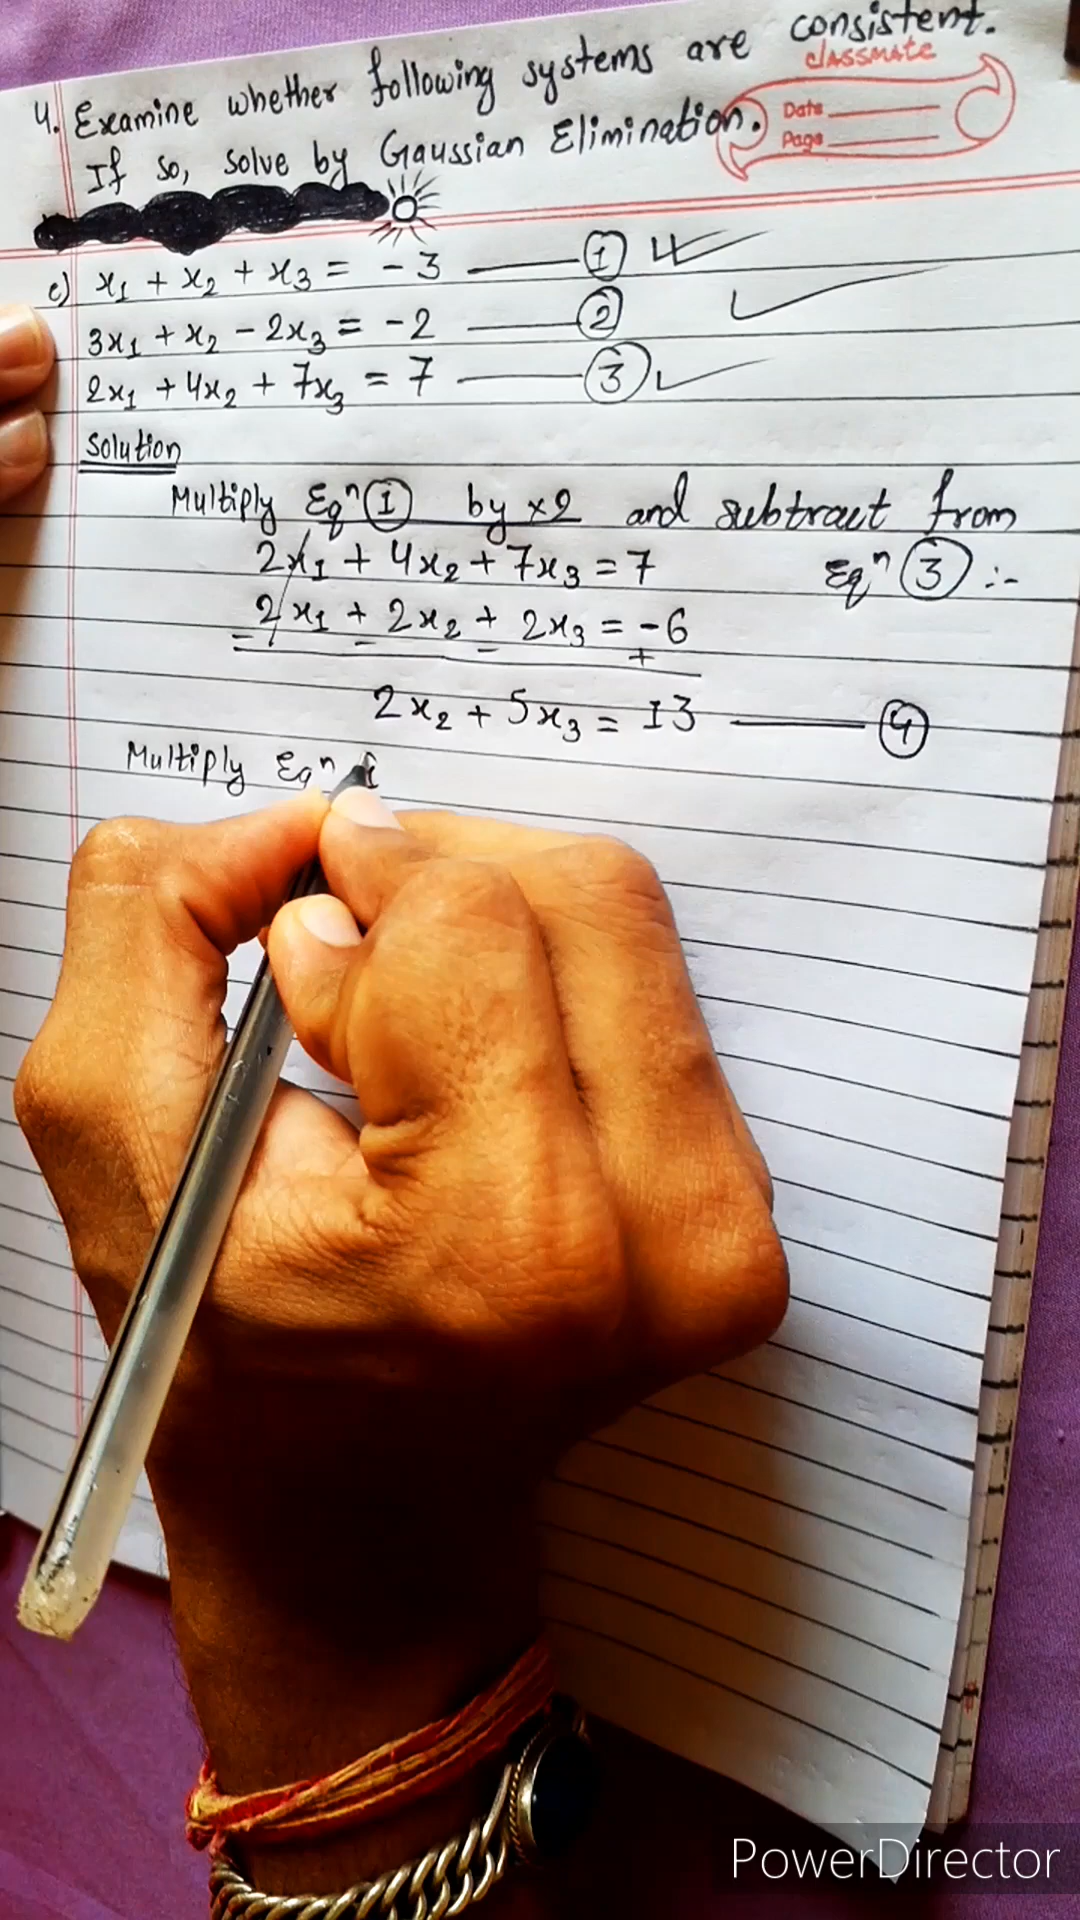 4. Examine whether following systems are consistent.
If so, solve by Gaussian Elimination.
classmate
Date
Page
c) x₁ + x₂ + x₃ = -3 ——— ①
3x₁ + x₂ - 2x₃ = -2 ——— ②
2x₁ + 4x₂ + 7x₃ = 7 ——— ③
Solution
Multiply Eqⁿ ① by ×2 and subtract from
Eqⁿ ③ :-
2x₁ + 4x₂ + 7x₃ = 7
2x₁ + 2x₂ + 2x₃ = -6
- - - +
2x₂ + 5x₃ = 13 ——— ④
Multiply Eqⁿ 1
PowerDirector